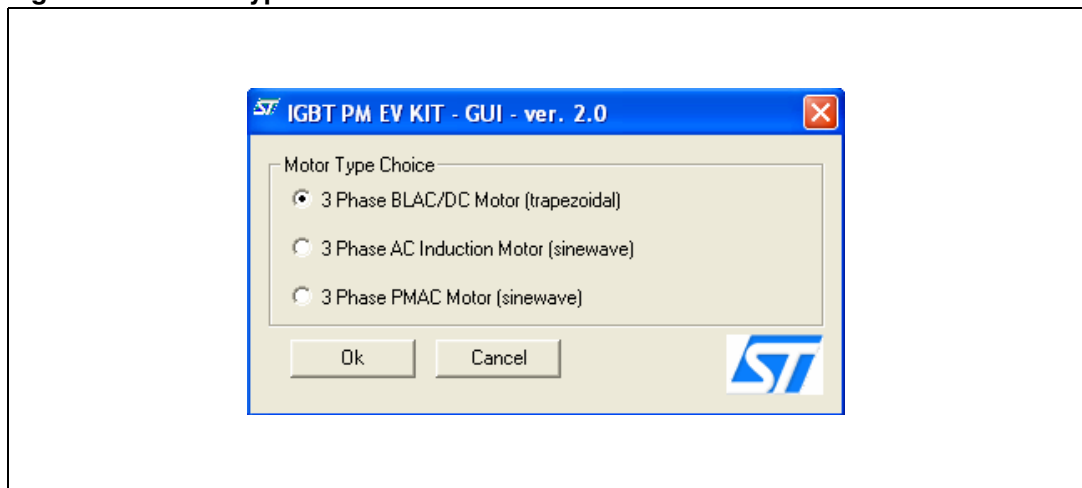 IGBT PM EV KIT - GUI - ver. 2.0
Motor Type Choice
3 Phase BLAC/DC Motor (trapezoidal)
3 Phase AC Induction Motor (sinewave)
3 Phase PMAC Motor (sinewave)
Ok Cancel
ST